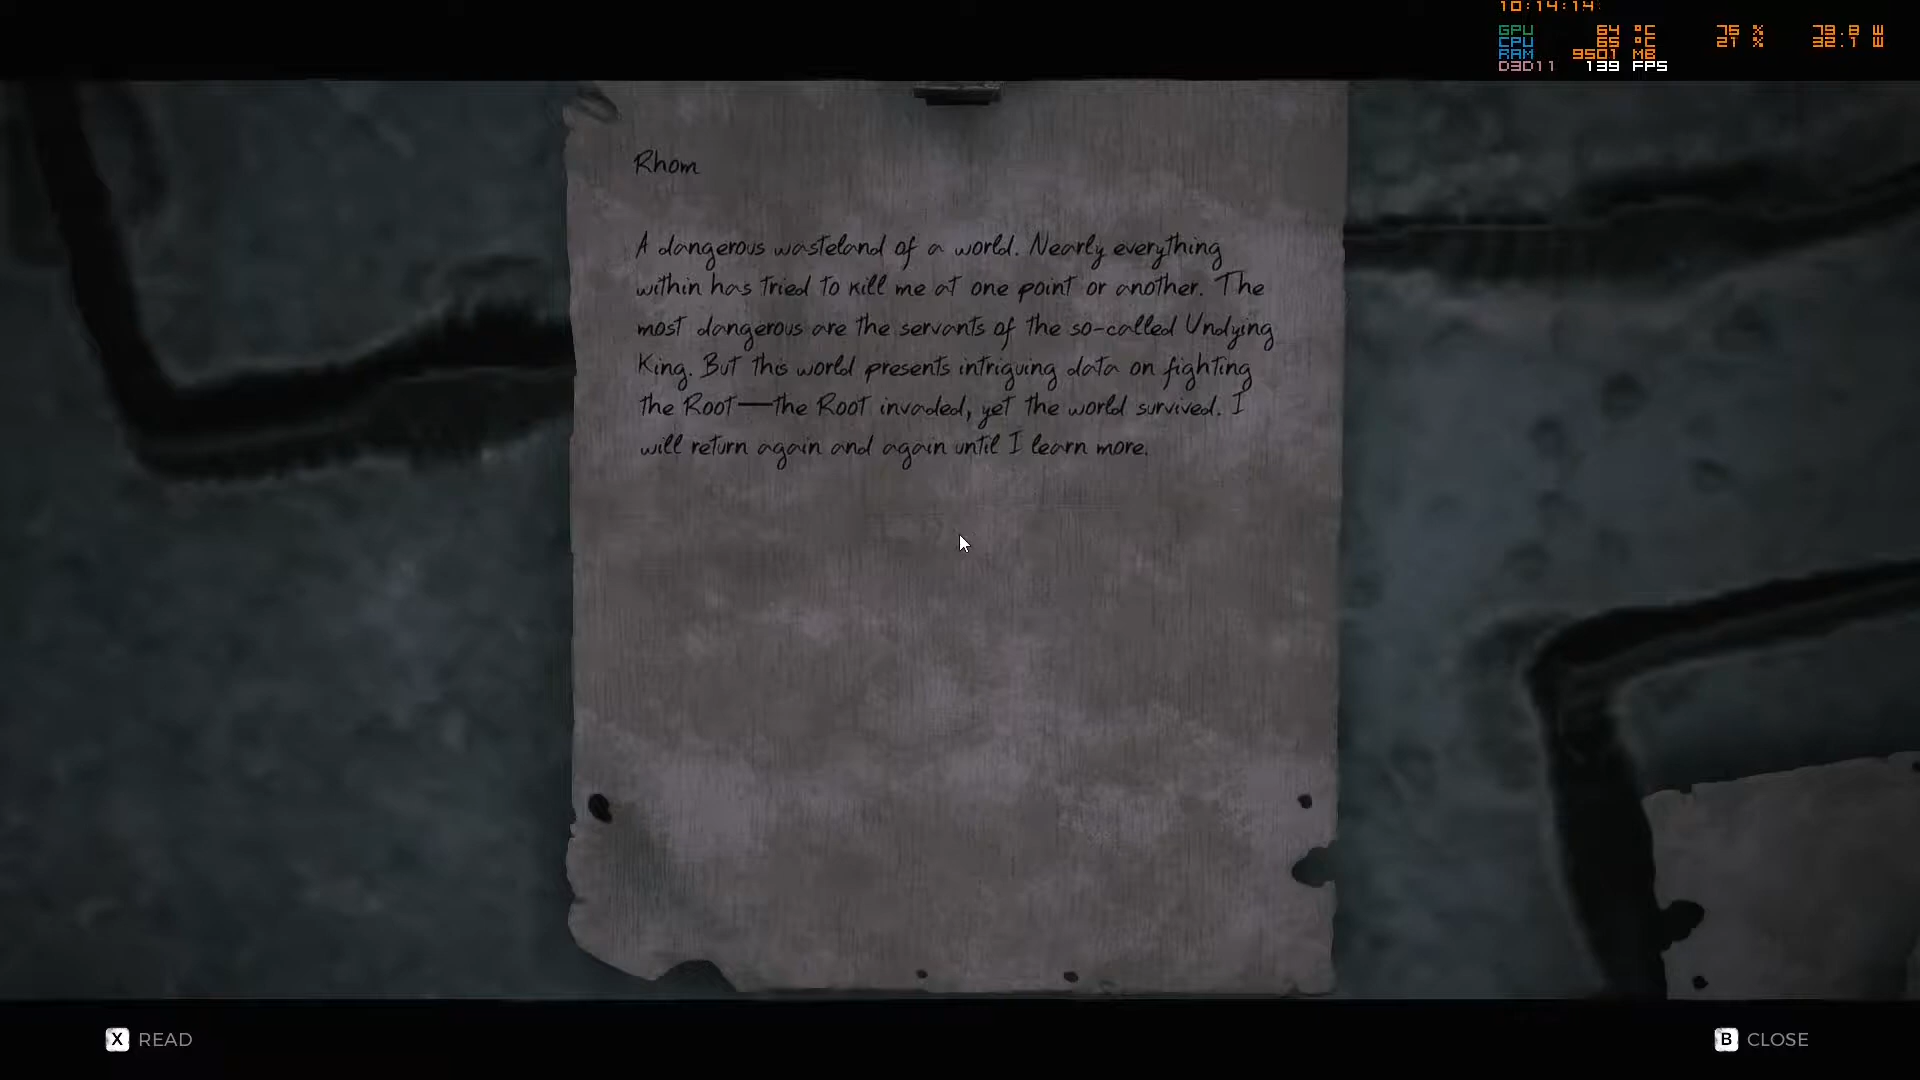 10:14:14
GPU 64 °C 76 % 79.8 W
CPU 65 °C 21 % 32.1 W
RAM 9501 MB
D3D11 139 FPS
Rhom
A dangerous wasteland of a world. Nearly everything
within has tried to kill me at one point or another. The
most dangerous are the servants of the so-called Undying
King. But this world presents intriguing data on fighting
the Root—the Root invaded, yet the world survived. I
will return again and again until I learn more.
X READ
B CLOSE